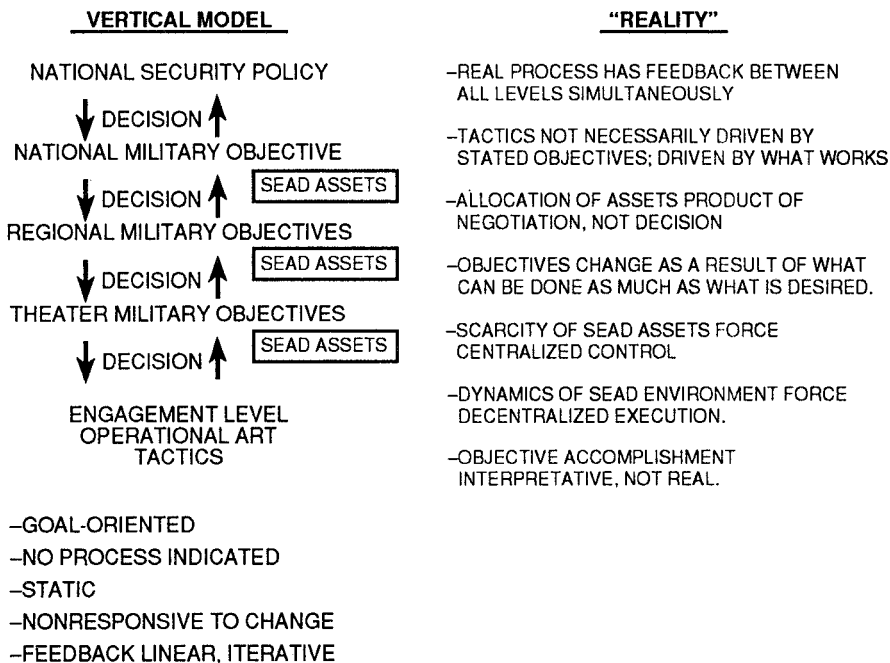 VERTICAL MODEL
NATIONAL SECURITY POLICY
DECISION
NATIONAL MILITARY OBJECTIVE
DECISION
SEAD ASSETS
REGIONAL MILITARY OBJECTIVES
DECISION
SEAD ASSETS
THEATER MILITARY OBJECTIVES
DECISION
SEAD ASSETS
ENGAGEMENT LEVEL
OPERATIONAL ART
TACTICS
–GOAL-ORIENTED
–NO PROCESS INDICATED
–STATIC
–NONRESPONSIVE TO CHANGE
–FEEDBACK LINEAR, ITERATIVE
“REALITY”
–REAL PROCESS HAS FEEDBACK BETWEEN
ALL LEVELS SIMULTANEOUSLY
–TACTICS NOT NECESSARILY DRIVEN BY
STATED OBJECTIVES; DRIVEN BY WHAT WORKS
–ALLOCATION OF ASSETS PRODUCT OF
NEGOTIATION, NOT DECISION
–OBJECTIVES CHANGE AS A RESULT OF WHAT
CAN BE DONE AS MUCH AS WHAT IS DESIRED.
–SCARCITY OF SEAD ASSETS FORCE
CENTRALIZED CONTROL
–DYNAMICS OF SEAD ENVIRONMENT FORCE
DECENTRALIZED EXECUTION.
–OBJECTIVE ACCOMPLISHMENT
INTERPRETATIVE, NOT REAL.